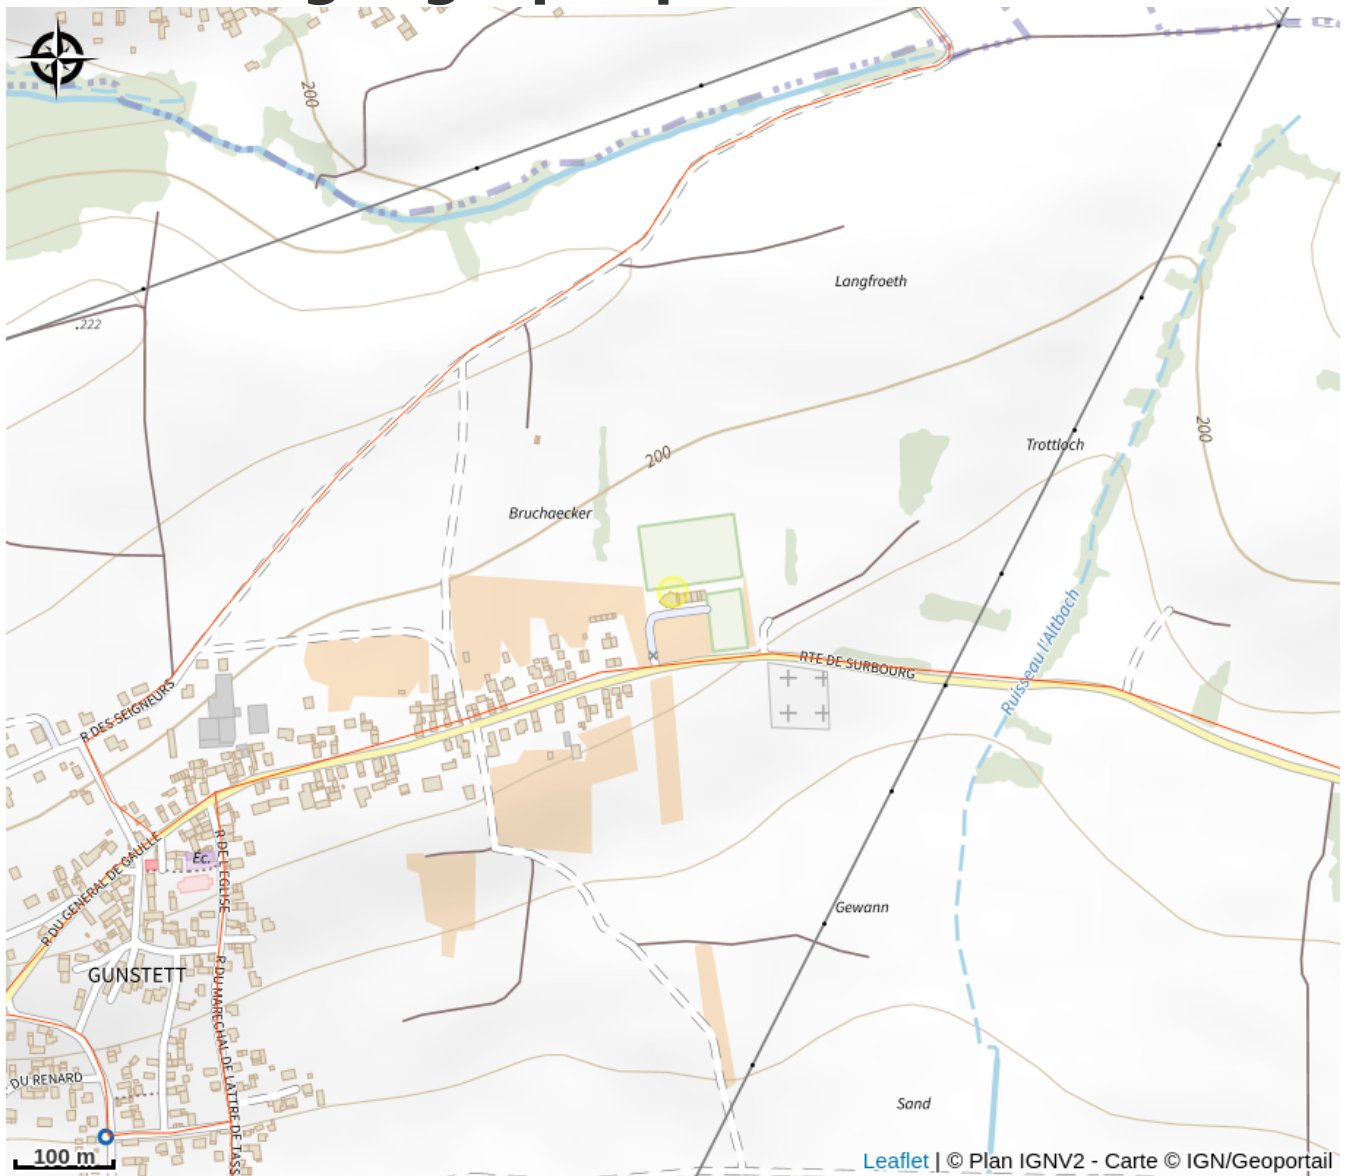 200
Langfroeth
.222
200
200
Trottloch
Bruchaecker
Ruisseau l'Altbach
RTE DE SURBOURG
R DES SEIGNEURS
R DU GENERAL DE GAULLE
Éc.
R DE L'EGLISE
Gewann
GUNSTETT
R DU MARECHAL DE LATTRE DE TASS
DU RENARD
Sand
100 m
Leaflet | © Plan IGNV2 - Carte © IGN/Geoportail